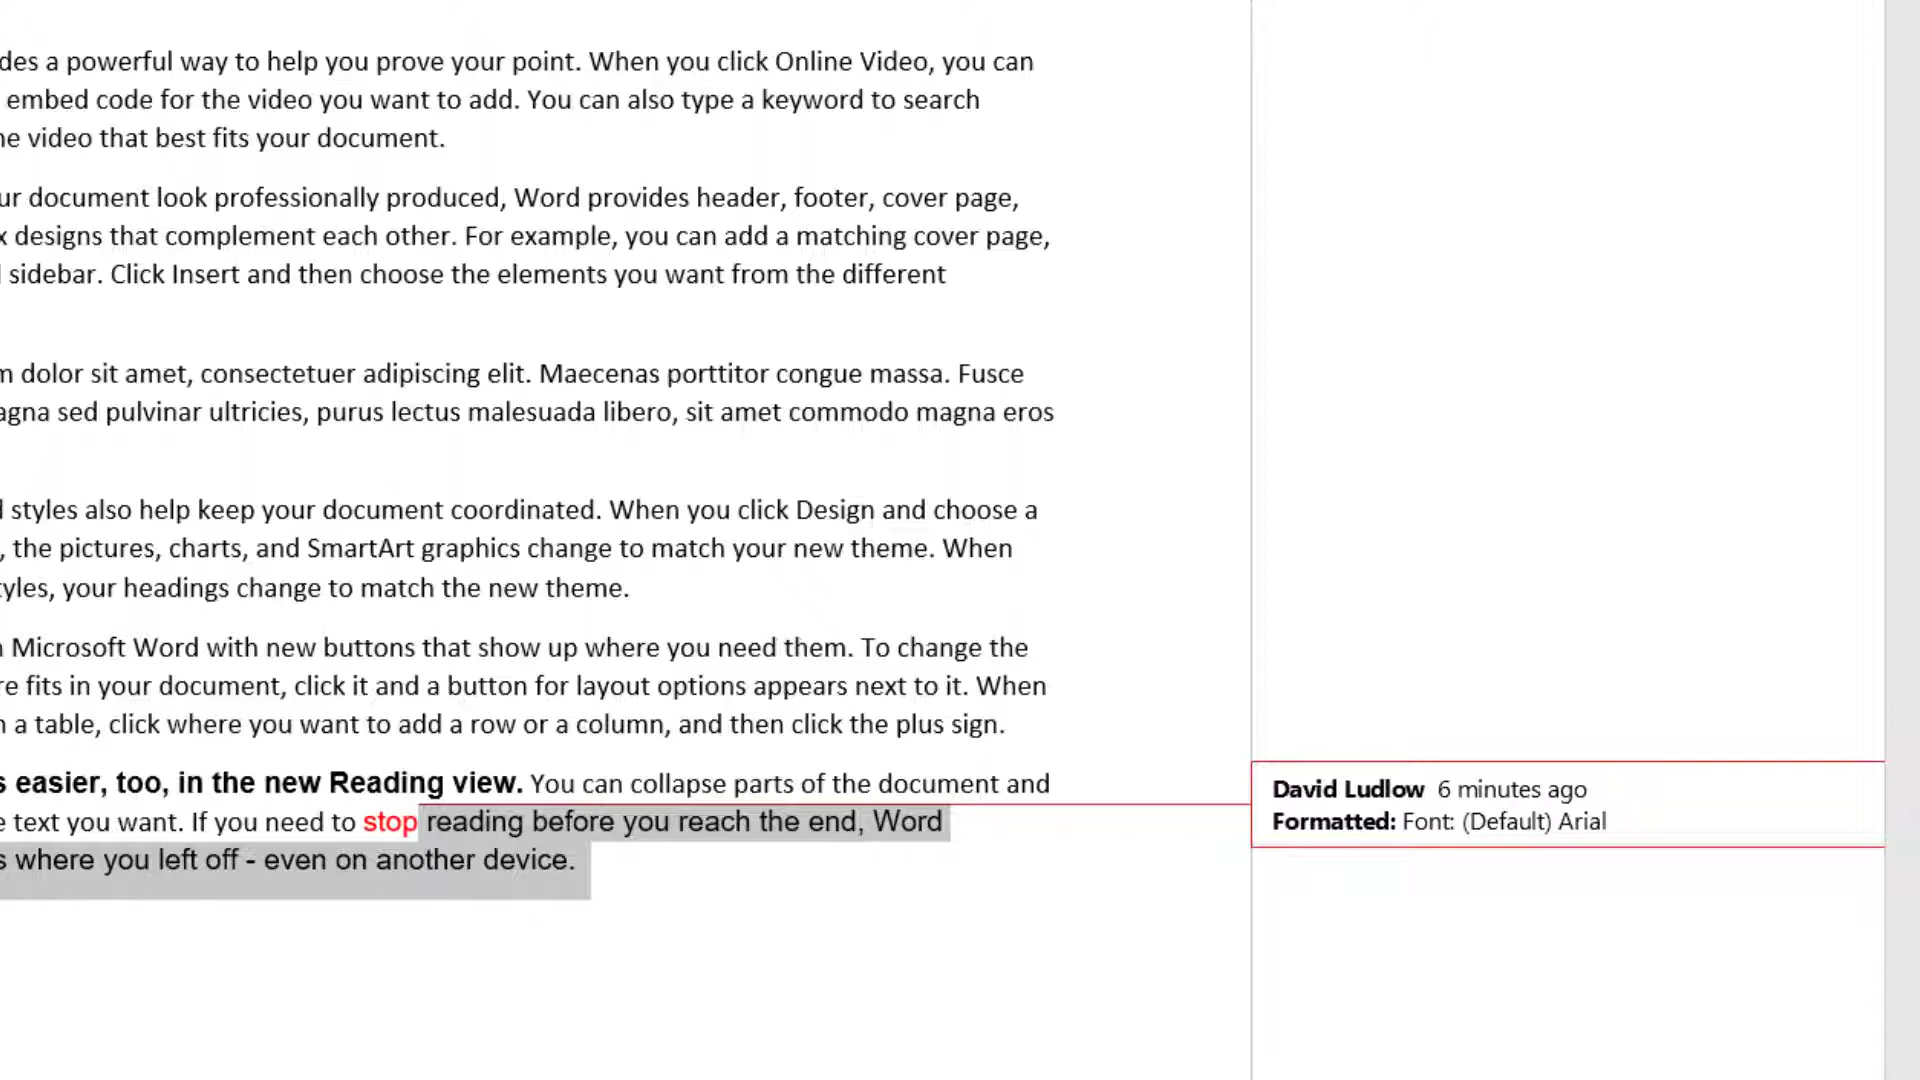 des a powerful way to help you prove your point. When you click Online Video, you can
embed code for the video you want to add. You can also type a keyword to search
video that best fits your document.
document look professionally produced, Word provides header, footer, cover page,
designs that complement each other. For example, you can add a matching cover page,
sidebar. Click Insert and then choose the elements you want from the different
dolor sit amet, consectetuer adipiscing elit. Maecenas porttitor congue massa. Fusce
agna sed pulvinar ultricies, purus lectus malesuada libero, sit amet commodo magna eros
styles also help keep your document coordinated. When you click Design and choose a
, the pictures, charts, and SmartArt graphics change to match your new theme. When
tyles, your headings change to match the new theme.
Microsoft Word with new buttons that show up where you need them. To change the
re fits in your document, click it and a button for layout options appears next to it. When
a table, click where you want to add a row or a column, and then click the plus sign.
s easier, too, in the new Reading view. You can collapse parts of the document and
e text you want. If you need to stop reading before you reach the end, Word
s where you left off - even on another device.
David Ludlow 6 minutes ago
Formatted: Font: (Default) Arial